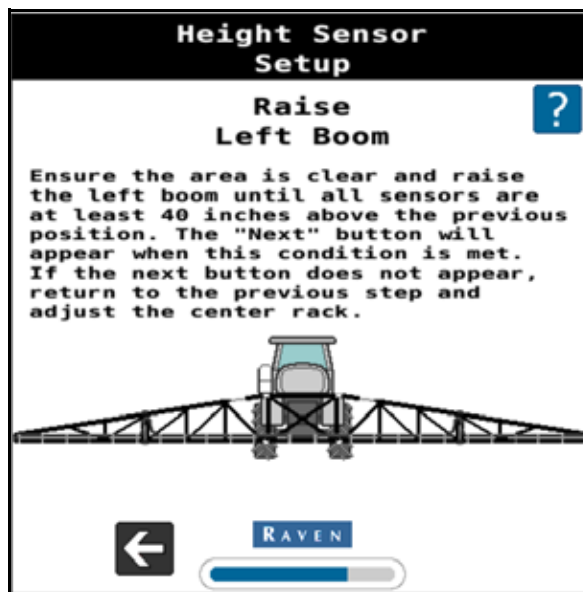 Height Sensor
Setup
Raise
Left Boom
?
Ensure the area is clear and raise
the left boom until all sensors are
at least 40 inches above the previous
position. The "Next" button will
appear when this condition is met.
If the next button does not appear,
return to the previous step and
adjust the center rack.
RAVEN